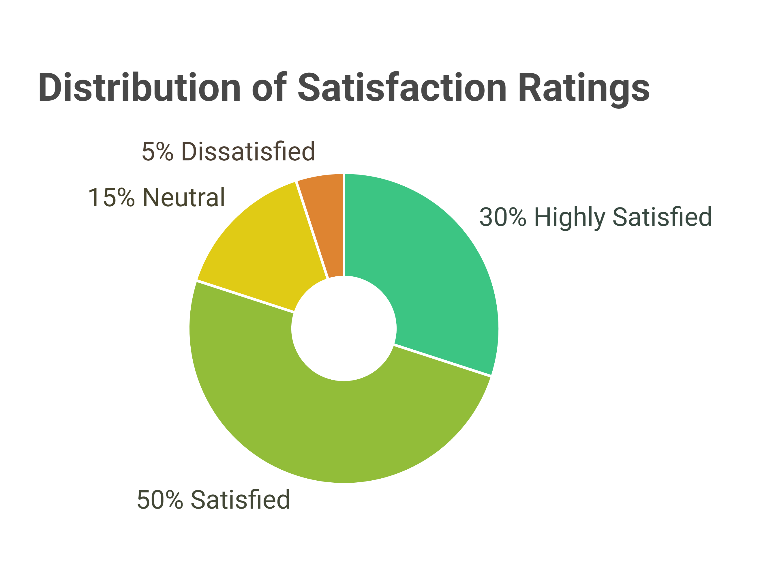 Distribution of Satisfaction Ratings
5% Dissatisfied
15% Neutral
30% Highly Satisfied
50% Satisfied